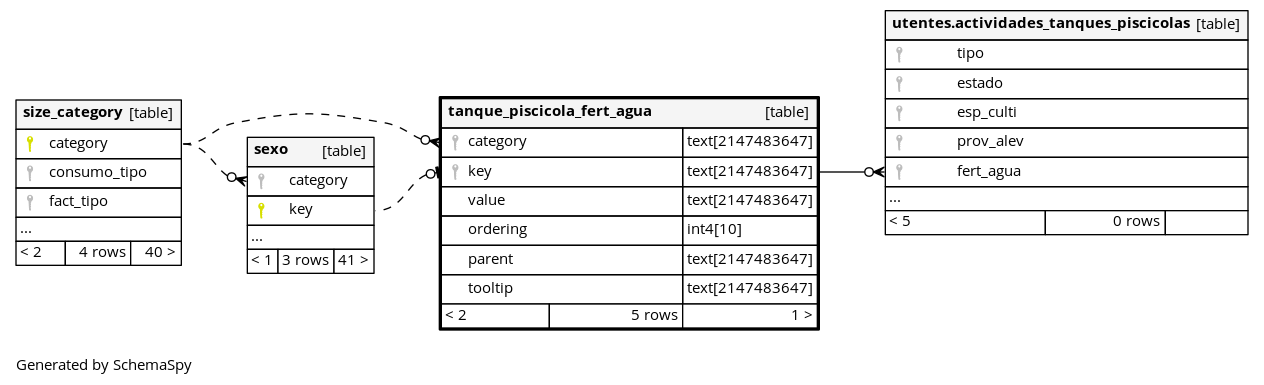 utentes.actividades_tanques_piscicolas [table]
tipo
estado
esp_culti
prov_alev
fert_agua
...
< 5 0 rows
size_category [table]
category
consumo_tipo
fact_tipo
...
< 2 4 rows 40 >
sexo [table]
category
key
...
< 1 3 rows 41 >
tanque_piscicola_fert_agua [table]
category text[2147483647]
key text[2147483647]
value text[2147483647]
ordering int4[10]
parent text[2147483647]
tooltip text[2147483647]
< 2 5 rows 1 >
Generated by SchemaSpy